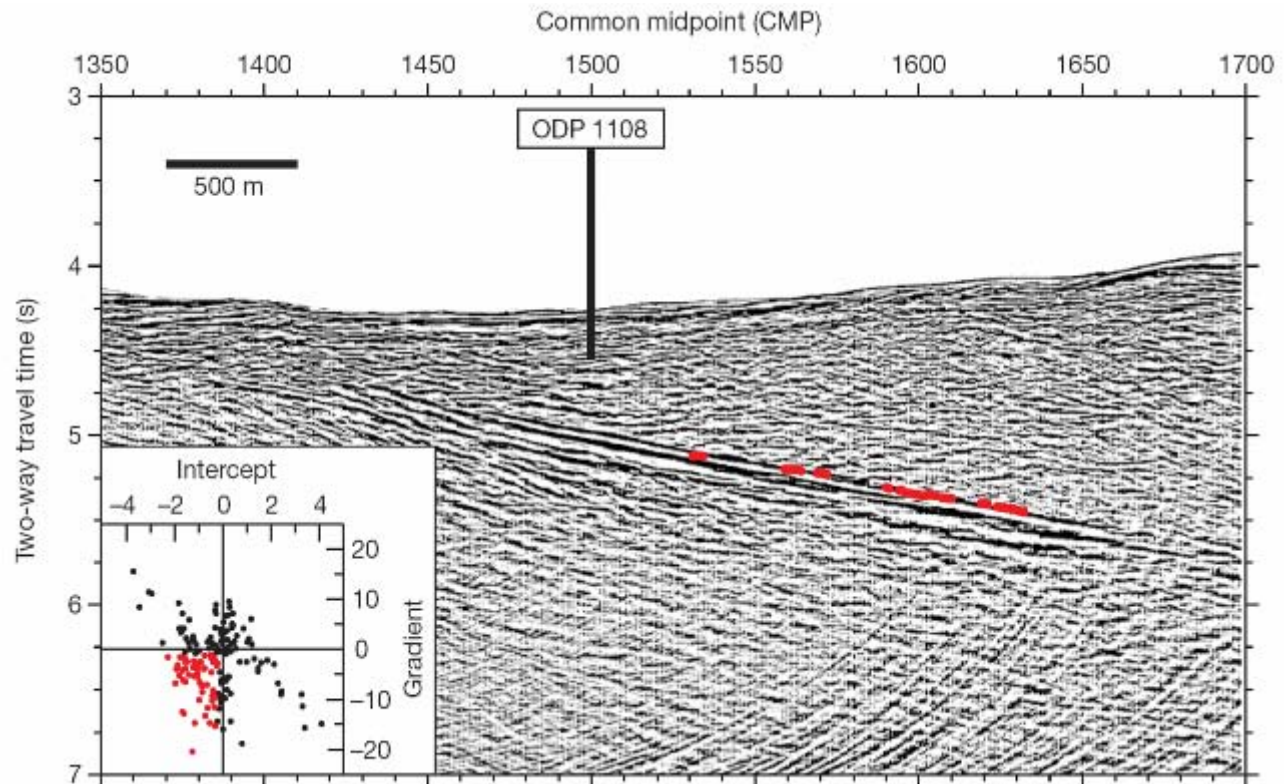 Common midpoint (CMP)
1350 1400 1450 1500 1550 1600 1650 1700
3
ODP 1108
500 m
4
Two-way travel time (s)
5
Intercept
−4 −2 0 2 4
20
10
6
0
Gradient
−10
−20
7